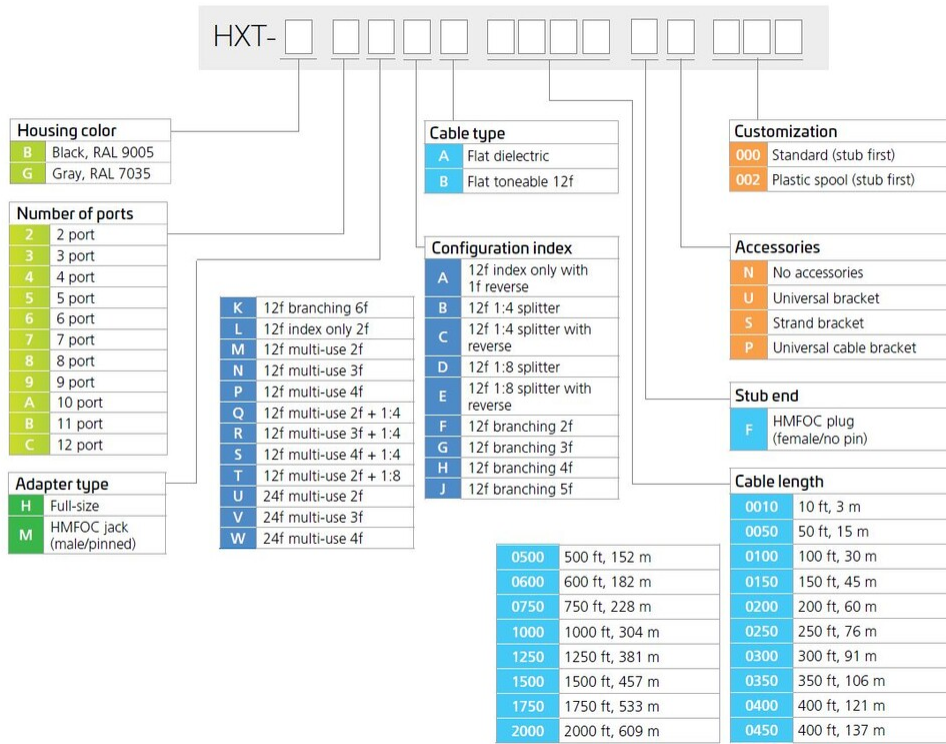 HXT-
Housing color
B Black, RAL 9005
G Gray, RAL 7035
Number of ports
2 2 port
3 3 port
4 4 port
5 5 port
6 6 port
7 7 port
8 8 port
9 9 port
A 10 port
B 11 port
C 12 port
Adapter type
H Full-size
M HMFOC jack
(male/pinned)
Cable type
A Flat dielectric
B Flat toneable 12f
Configuration index
A 12f index only with
1f reverse
B 12f 1:4 splitter
C 12f 1:4 splitter with
reverse
D 12f 1:8 splitter
E 12f 1:8 splitter with
reverse
F 12f branching 2f
G 12f branching 3f
H 12f branching 4f
J 12f branching 5f
K 12f branching 6f
L 12f index only 2f
M 12f multi-use 2f
N 12f multi-use 3f
P 12f multi-use 4f
Q 12f multi-use 2f + 1:4
R 12f multi-use 3f + 1:4
S 12f multi-use 4f + 1:4
T 12f multi-use 2f + 1:8
U 24f multi-use 2f
V 24f multi-use 3f
W 24f multi-use 4f
Customization
000 Standard (stub first)
002 Plastic spool (stub first)
Accessories
N No accessories
U Universal bracket
S Strand bracket
P Universal cable bracket
Stub end
F HMFOC plug
(female/no pin)
Cable length
0010 10 ft, 3 m
0050 50 ft, 15 m
0100 100 ft, 30 m
0150 150 ft, 45 m
0200 200 ft, 60 m
0250 250 ft, 76 m
0300 300 ft, 91 m
0350 350 ft, 106 m
0400 400 ft, 121 m
0450 400 ft, 137 m
0500 500 ft, 152 m
0600 600 ft, 182 m
0750 750 ft, 228 m
1000 1000 ft, 304 m
1250 1250 ft, 381 m
1500 1500 ft, 457 m
1750 1750 ft, 533 m
2000 2000 ft, 609 m